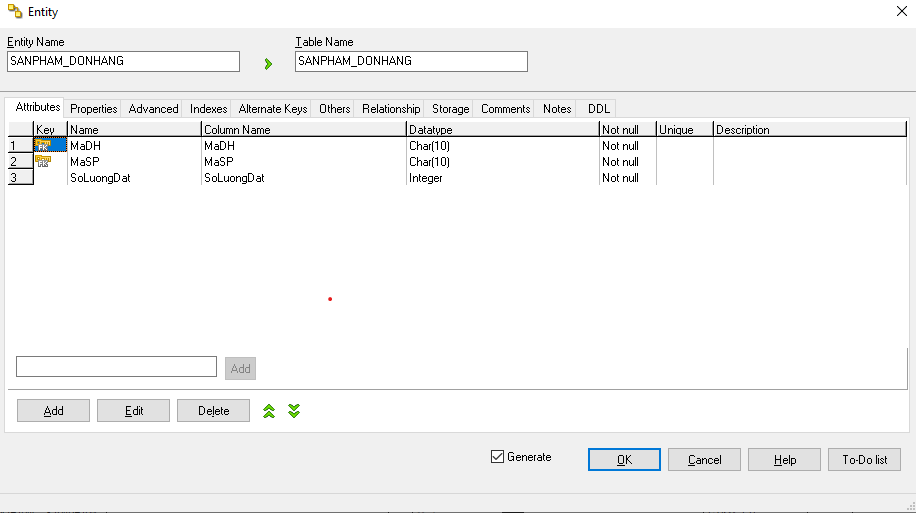 Entity
Entity Name
Table Name
SANPHAM_DONHANG
SANPHAM_DONHANG
Attributes Properties Advanced Indexes Alternate Keys Others Relationship Storage Comments Notes DDL
Key Name Column Name Datatype Not null Unique Description
1 MaDH MaDH Char(10) Not null
2 MaSP MaSP Char(10) Not null
3 SoLuongDat SoLuongDat Integer Not null
Add
Add Edit Delete
Generate OK Cancel Help To-Do list